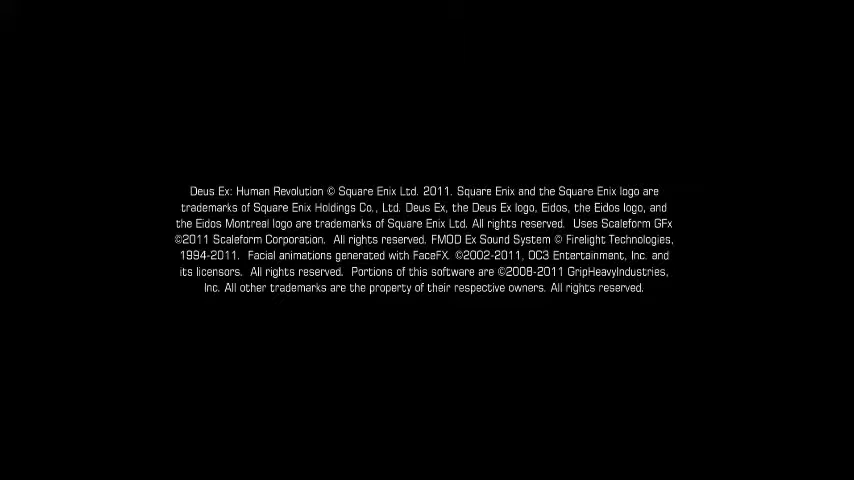 Deus Ex: Human Revolution © Square Enix Ltd. 2011. Square Enix and the Square Enix logo are
trademarks of Square Enix Holdings Co., Ltd. Deus Ex, the Deus Ex logo, Eidos, the Eidos logo, and
the Eidos Montreal logo are trademarks of Square Enix Ltd. All rights reserved. Uses Scaleform GFx
©2011 Scaleform Corporation. All rights reserved. FMOD Ex Sound System © Firelight Technologies,
1994-2011. Facial animations generated with FaceFX. ©2002-2011, OC3 Entertainment, Inc. and
its licensors. All rights reserved. Portions of this software are ©2008-2011 GripHeavyIndustries,
Inc. All other trademarks are the property of their respective owners. All rights reserved.